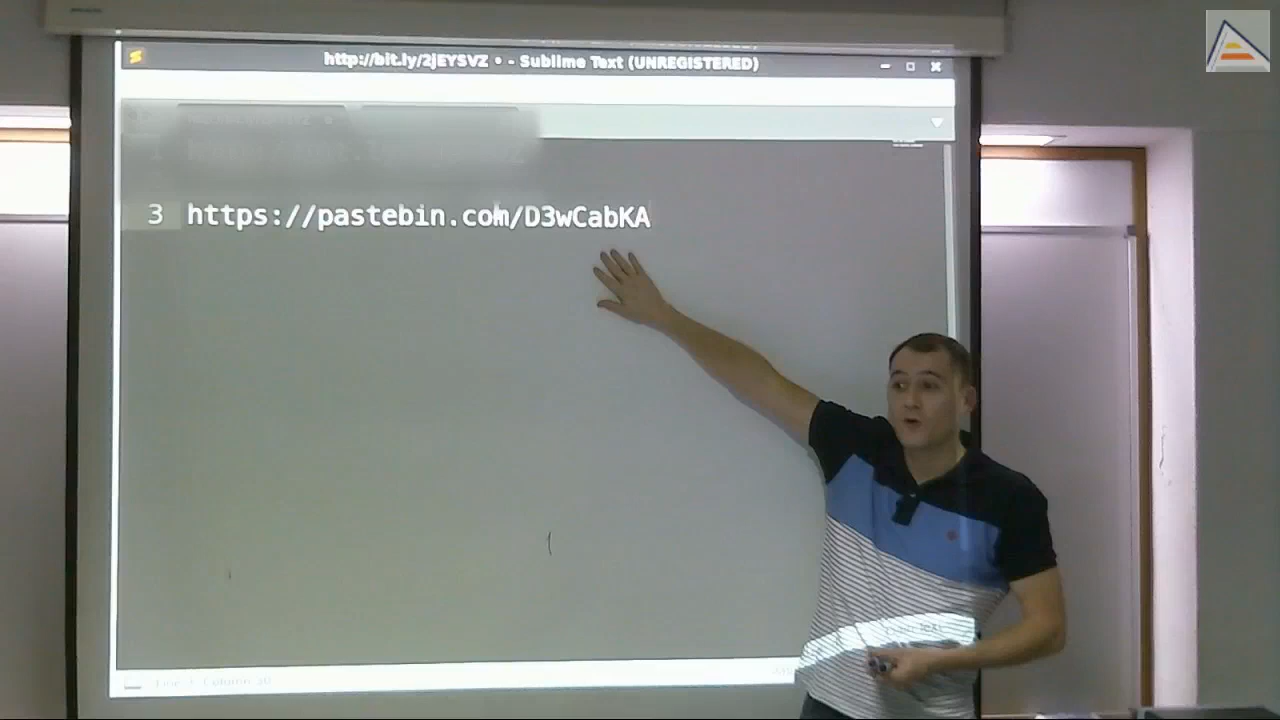 http://bit.ly/2jEYSVZ • - Sublime Text (UNREGISTERED)
3 https://pastebin.com/D3wCabKA